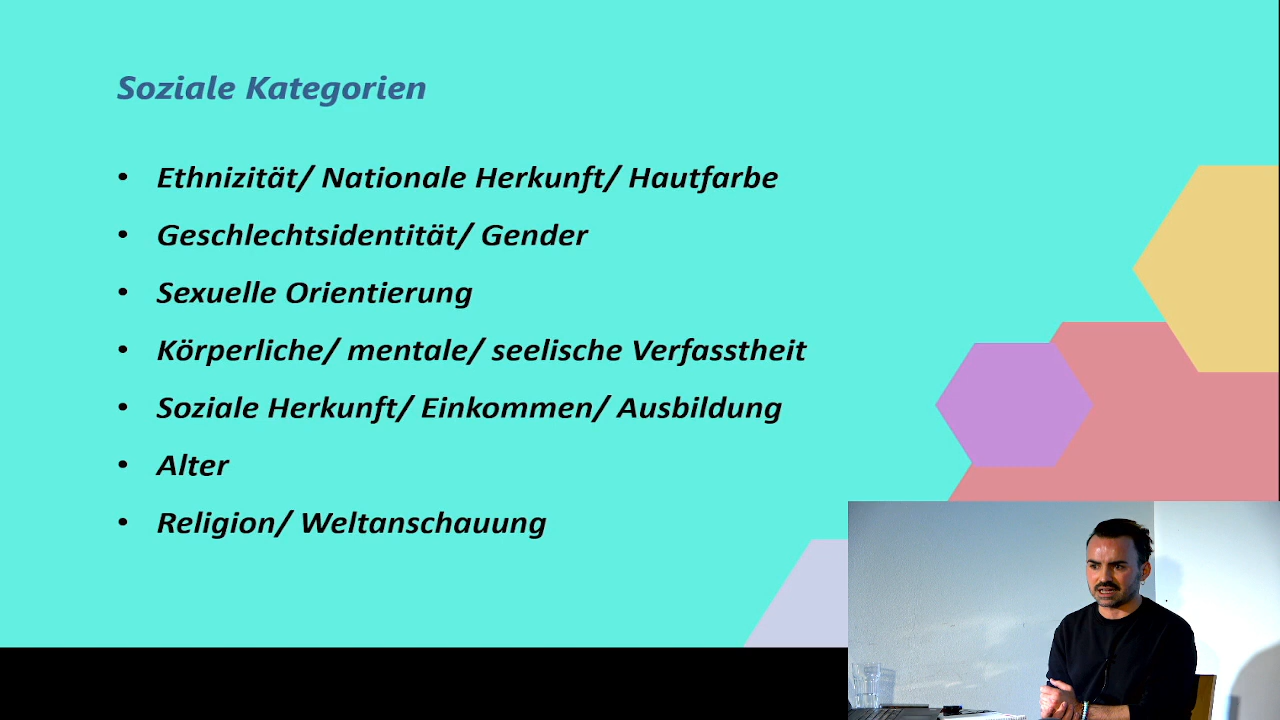 Soziale Kategorien
• Ethnizität/ Nationale Herkunft/ Hautfarbe
• Geschlechtsidentität/ Gender
• Sexuelle Orientierung
• Körperliche/ mentale/ seelische Verfasstheit
• Soziale Herkunft/ Einkommen/ Ausbildung
• Alter
• Religion/ Weltanschauung